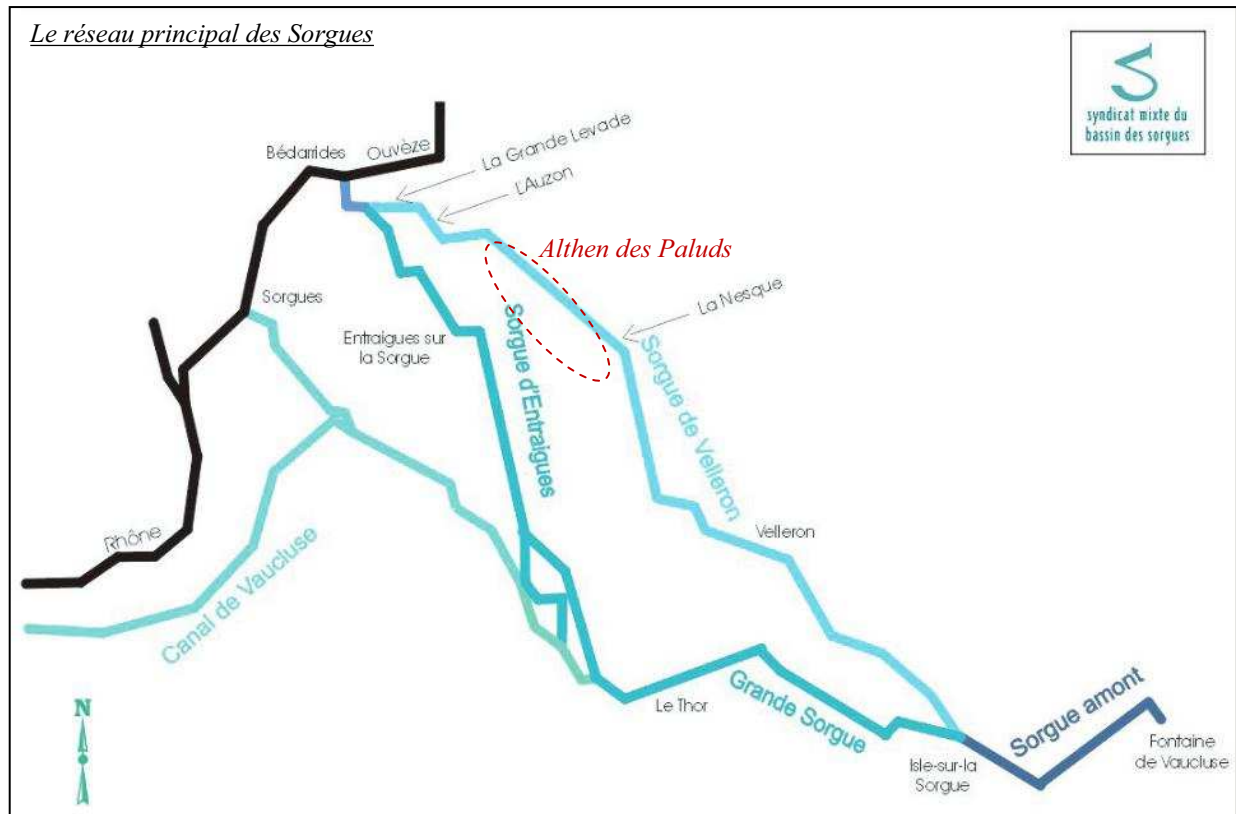 Le réseau principal des Sorgues
syndicat mixte du
bassin des sorgues
Bédarrides
Ouvèze
La Grande Levade
L'Auzon
Althen des Paluds
La Nesque
Sorgues
Entraigues sur
la Sorgue
Sorgue d'Entraigues
Sorgue de Velleron
Velleron
Rhône
Canal de Vaucluse
Le Thor
Grande Sorgue
Sorgue amont
Isle-sur-la
Sorgue
Fontaine
de Vaucluse
N